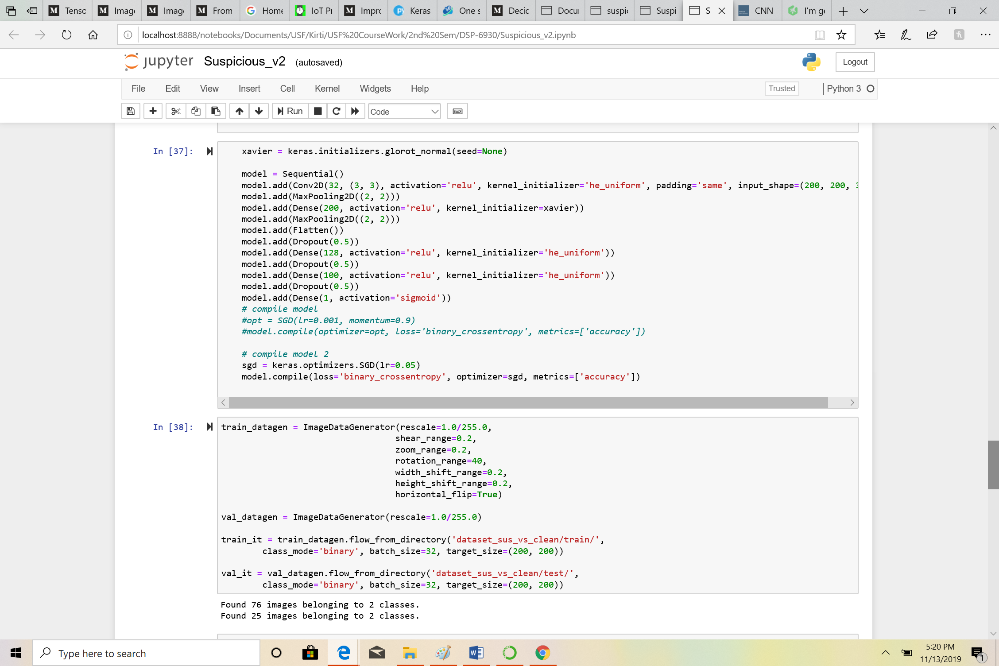 Tensc
Image
Image
From
Home
IoT Pr
Impro
Keras
One s
Decid
Docu
suspic
Suspi
S
CNN
I'm ge
localhost:8888/notebooks/Documents/USF/Kirti/USF%20CourseWork/2nd%20Sem/DSP-6930/Suspicious_v2.ipynb
jupyter Suspicious_v2 (autosaved)
Logout
File Edit View Insert Cell Kernel Widgets Help
Trusted
Python 3
Run
Code
In [37]:
xavier = keras.initializers.glorot_normal(seed=None)
model = Sequential()
model.add(Conv2D(32, (3, 3), activation='relu', kernel_initializer='he_uniform', padding='same', input_shape=(200, 200,
model.add(MaxPooling2D((2, 2)))
model.add(Dense(200, activation='relu', kernel_initializer=xavier))
model.add(MaxPooling2D((2, 2)))
model.add(Flatten())
model.add(Dropout(0.5))
model.add(Dense(128, activation='relu', kernel_initializer='he_uniform'))
model.add(Dropout(0.5))
model.add(Dense(100, activation='relu', kernel_initializer='he_uniform'))
model.add(Dropout(0.5))
model.add(Dense(1, activation='sigmoid'))
# compile model
#opt = SGD(lr=0.001, momentum=0.9)
#model.compile(optimizer=opt, loss='binary_crossentropy', metrics=['accuracy'])
# compile model 2
sgd = keras.optimizers.SGD(lr=0.05)
model.compile(loss='binary_crossentropy', optimizer=sgd, metrics=['accuracy'])
In [38]:
train_datagen = ImageDataGenerator(rescale=1.0/255.0,
shear_range=0.2,
zoom_range=0.2,
rotation_range=40,
width_shift_range=0.2,
height_shift_range=0.2,
horizontal_flip=True)
val_datagen = ImageDataGenerator(rescale=1.0/255.0)
train_it = train_datagen.flow_from_directory('dataset_sus_vs_clean/train/',
class_mode='binary', batch_size=32, target_size=(200, 200))
val_it = val_datagen.flow_from_directory('dataset_sus_vs_clean/test/',
class_mode='binary', batch_size=32, target_size=(200, 200))
Found 76 images belonging to 2 classes.
Found 25 images belonging to 2 classes.
Type here to search
5:20 PM
11/13/2019
1